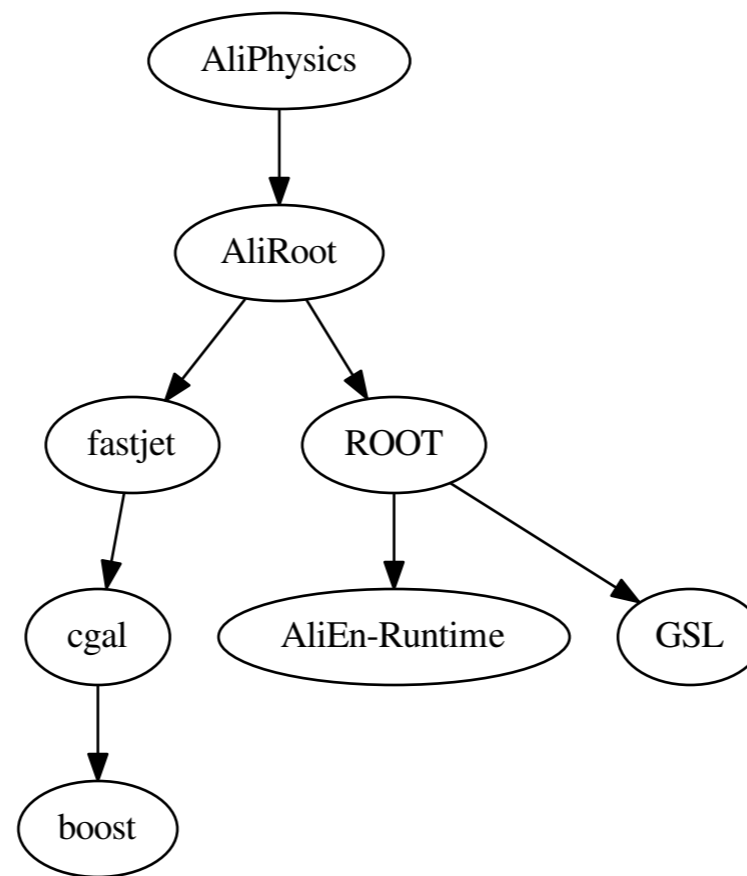 AliPhysics
AliRoot
fastjet
ROOT
cgal
AliEn-Runtime
GSL
boost